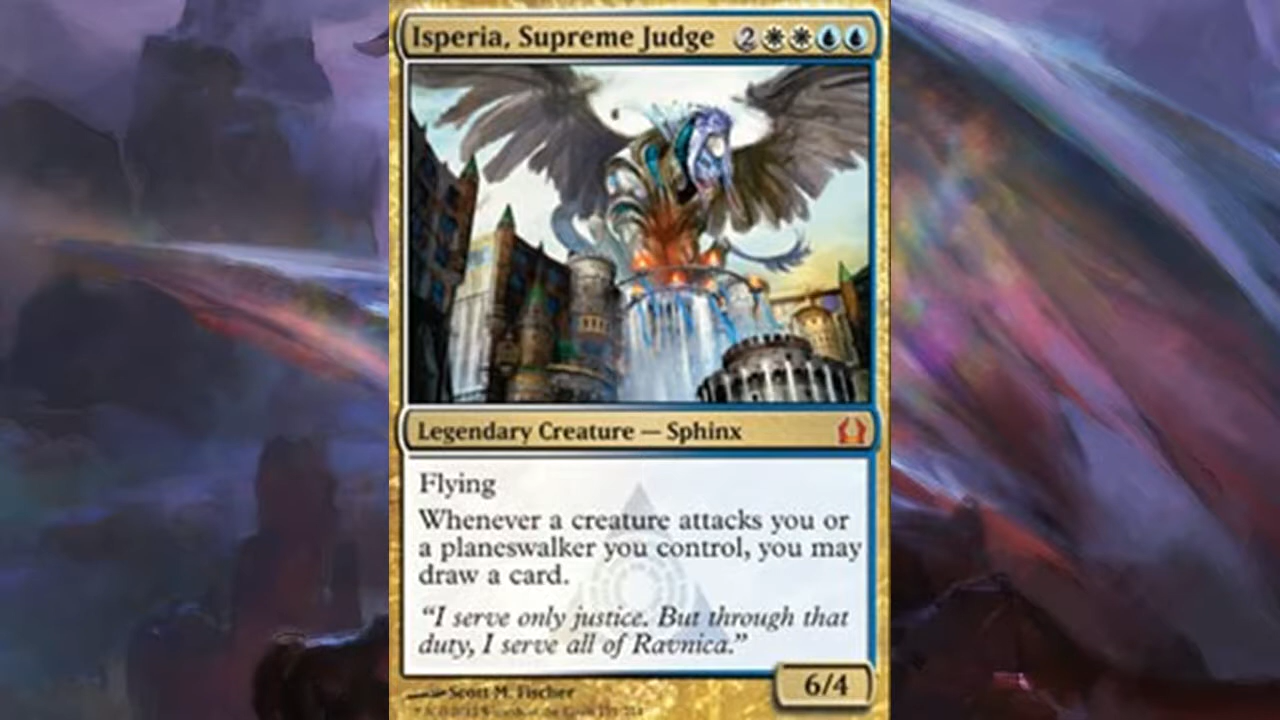 Isperia, Supreme Judge 2
Legendary Creature — Sphinx
Flying
Whenever a creature attacks you or
a planeswalker you control, you may
draw a card.
“I serve only justice. But through that
duty, I serve all of Ravnica.”
6/4
Scott M. Fischer